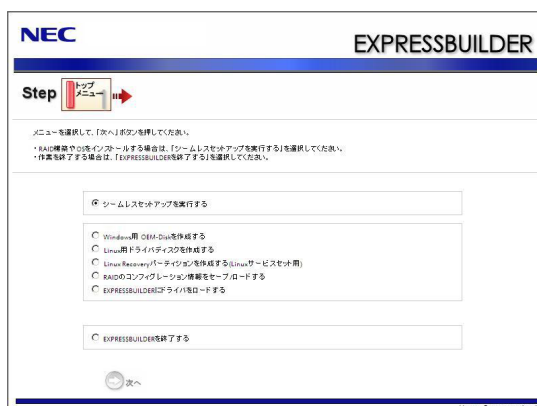 NEC
EXPRESSBUILDER
Step
トップ
メニュー
メニューを選択して、「次へ」ボタンを押してください。
・RAID構築やOSをインストールする場合は、「シームレスセットアップを実行する」を選択してください。
・作業を終了する場合は、「EXPRESSBUILDERを終了する」を選択してください。
シームレスセットアップを実行する
Windows用 OEM-Diskを作成する
Linux用ドライバディスクを作成する
Linux Recoveryパーティションを作成する(Linuxサービスセット用)
RAIDのコンフィグレーション情報をセーブ/ロードする
EXPRESSBUILDERにドライバをロードする
EXPRESSBUILDERを終了する
次へ